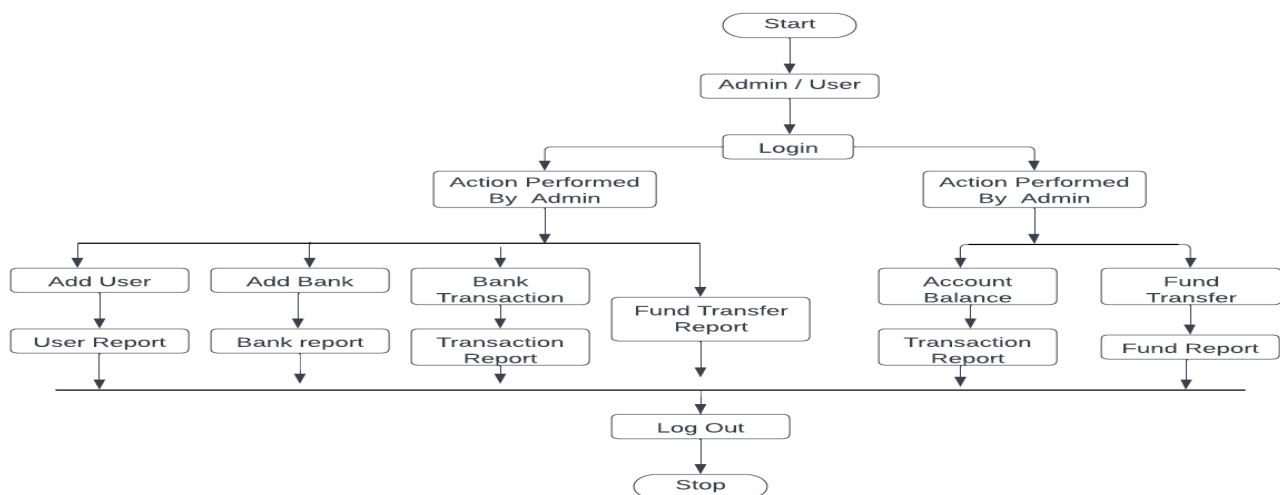 Start
Admin / User
Login
Action Performed
By Admin
Action Performed
By Admin
Add User
Add Bank
Bank
Transaction
Fund Transfer
Report
Account
Balance
Fund
Transfer
User Report
Bank report
Transaction
Report
Transaction
Report
Fund Report
Log Out
Stop